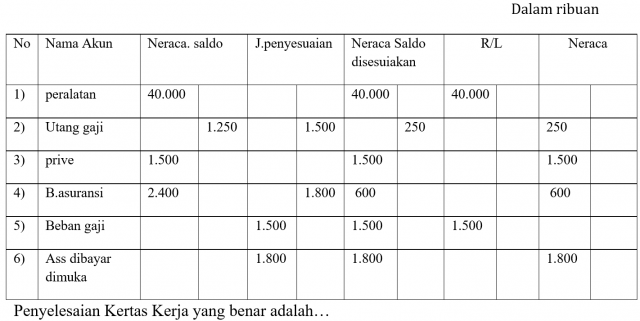 Dalam ribuan
No Nama Akun Neraca. saldo J.penyesuaian Neraca Saldo disesuiakan R/L Neraca
1) peralatan 40.000 40.000 40.000
2) Utang gaji 1.250 1.500 250 250
3) prive 1.500 1.500 1.500
4) B.asuransi 2.400 1.800 600 600
5) Beban gaji 1.500 1.500 1.500
6) Ass dibayar dimuka 1.800 1.800 1.800
Penyelesaian Kertas Kerja yang benar adalah…